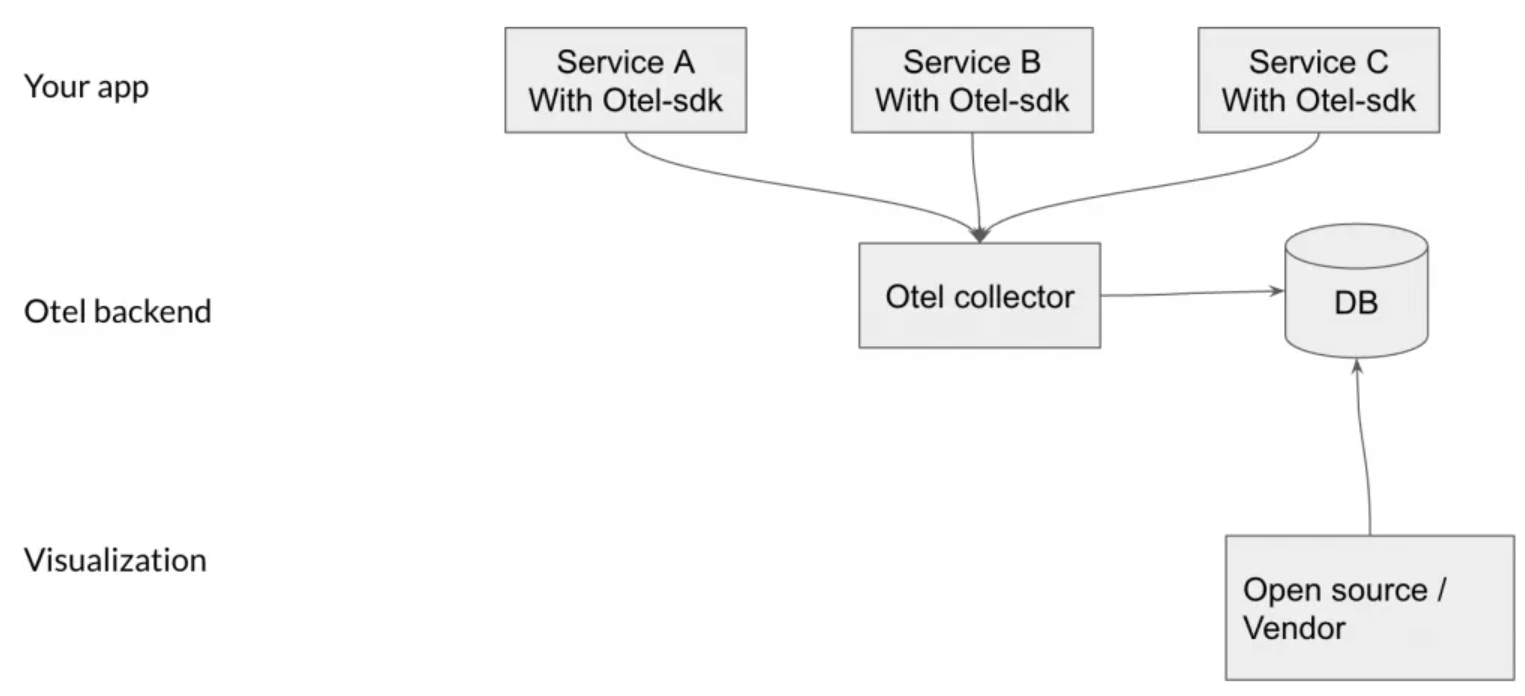 Your app
Service A
With Otel-sdk
Service B
With Otel-sdk
Service C
With Otel-sdk
Otel backend
Otel collector
DB
Visualization
Open source /
Vendor